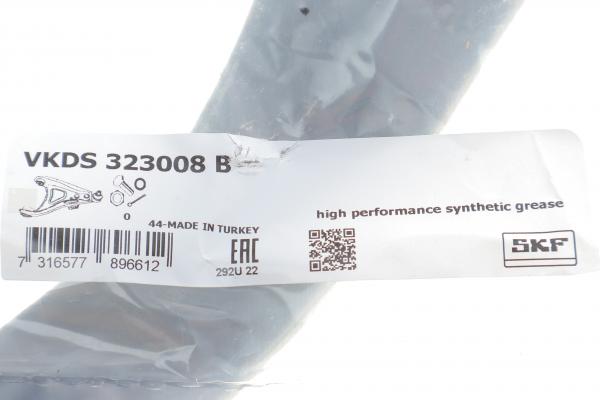 VKDS 323008 B
0
44-MADE IN TURKEY
7 316577 896612
EAC
292U 22
high performance synthetic grease
SKF